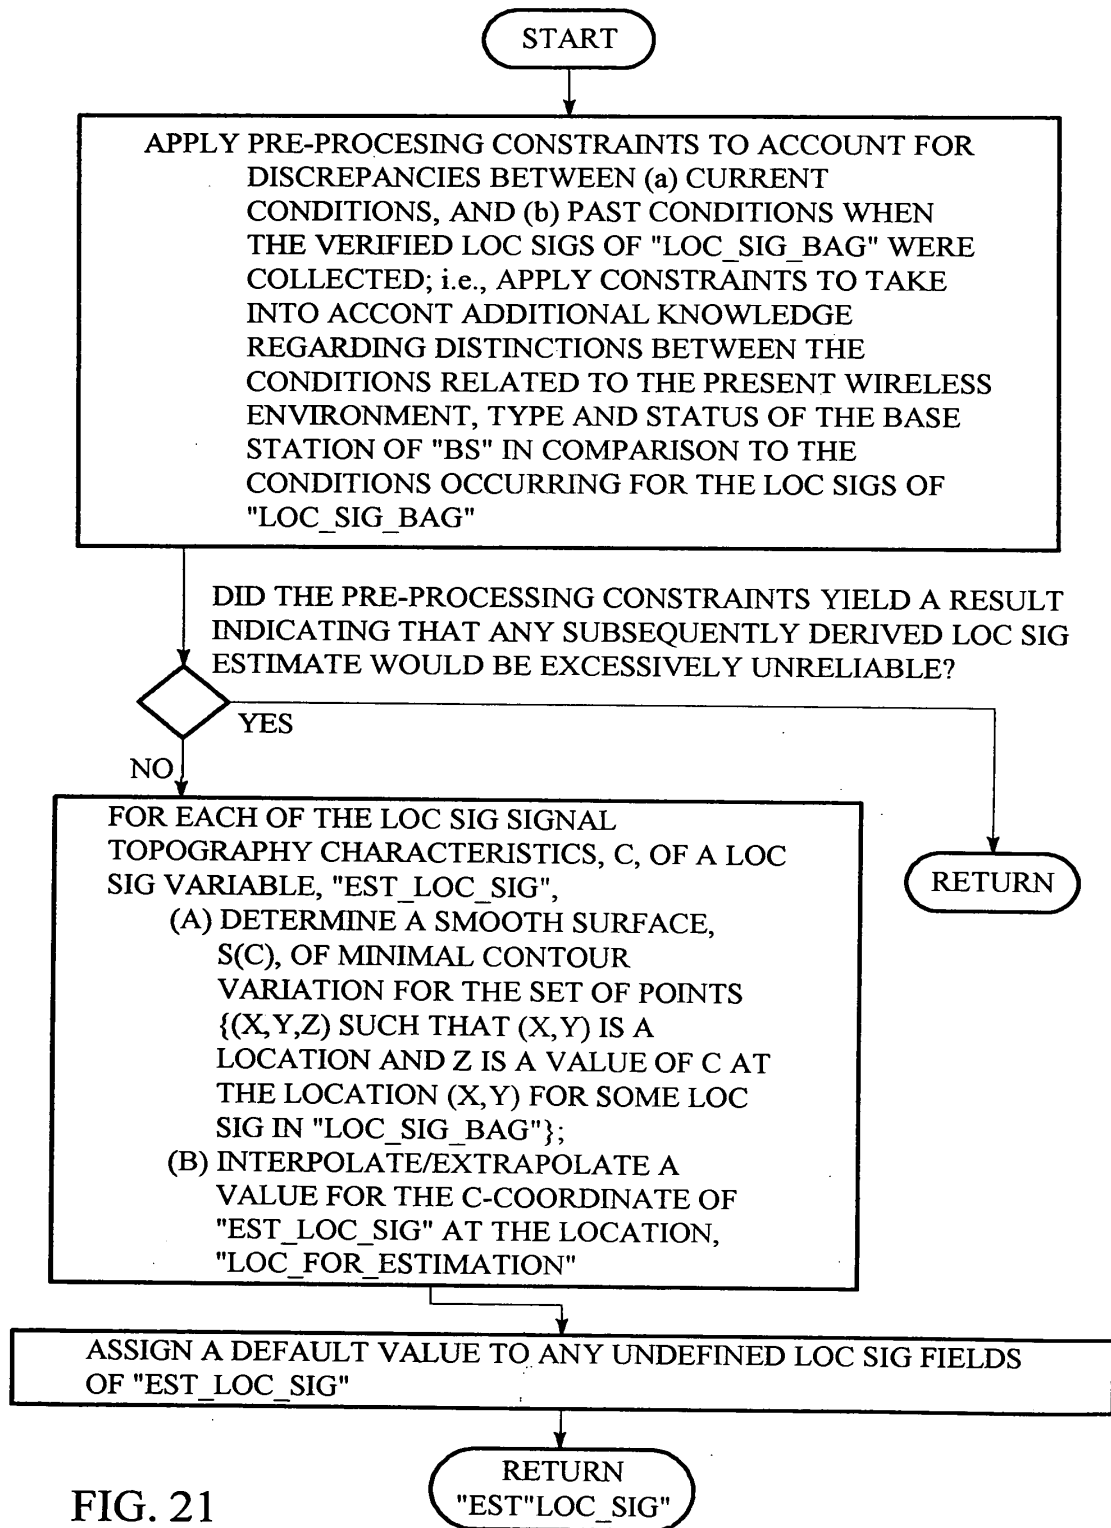 START
APPLY PRE-PROCESING CONSTRAINTS TO ACCOUNT FOR
DISCREPANCIES BETWEEN (a) CURRENT
CONDITIONS, AND (b) PAST CONDITIONS WHEN
THE VERIFIED LOC SIGS OF "LOC_SIG_BAG" WERE
COLLECTED; i.e., APPLY CONSTRAINTS TO TAKE
INTO ACCONT ADDITIONAL KNOWLEDGE
REGARDING DISTINCTIONS BETWEEN THE
CONDITIONS RELATED TO THE PRESENT WIRELESS
ENVIRONMENT, TYPE AND STATUS OF THE BASE
STATION OF "BS" IN COMPARISON TO THE
CONDITIONS OCCURRING FOR THE LOC SIGS OF
"LOC_SIG_BAG"
DID THE PRE-PROCESSING CONSTRAINTS YIELD A RESULT
INDICATING THAT ANY SUBSEQUENTLY DERIVED LOC SIG
ESTIMATE WOULD BE EXCESSIVELY UNRELIABLE?
YES
NO
FOR EACH OF THE LOC SIG SIGNAL
TOPOGRAPHY CHARACTERISTICS, C, OF A LOC
SIG VARIABLE, "EST_LOC_SIG",
(A) DETERMINE A SMOOTH SURFACE,
S(C), OF MINIMAL CONTOUR
VARIATION FOR THE SET OF POINTS
{(X,Y,Z) SUCH THAT (X,Y) IS A
LOCATION AND Z IS A VALUE OF C AT
THE LOCATION (X,Y) FOR SOME LOC
SIG IN "LOC_SIG_BAG"};
(B) INTERPOLATE/EXTRAPOLATE A
VALUE FOR THE C-COORDINATE OF
"EST_LOC_SIG" AT THE LOCATION,
"LOC_FOR_ESTIMATION"
RETURN
ASSIGN A DEFAULT VALUE TO ANY UNDEFINED LOC SIG FIELDS
OF "EST_LOC_SIG"
RETURN
"EST"LOC_SIG"
FIG. 21